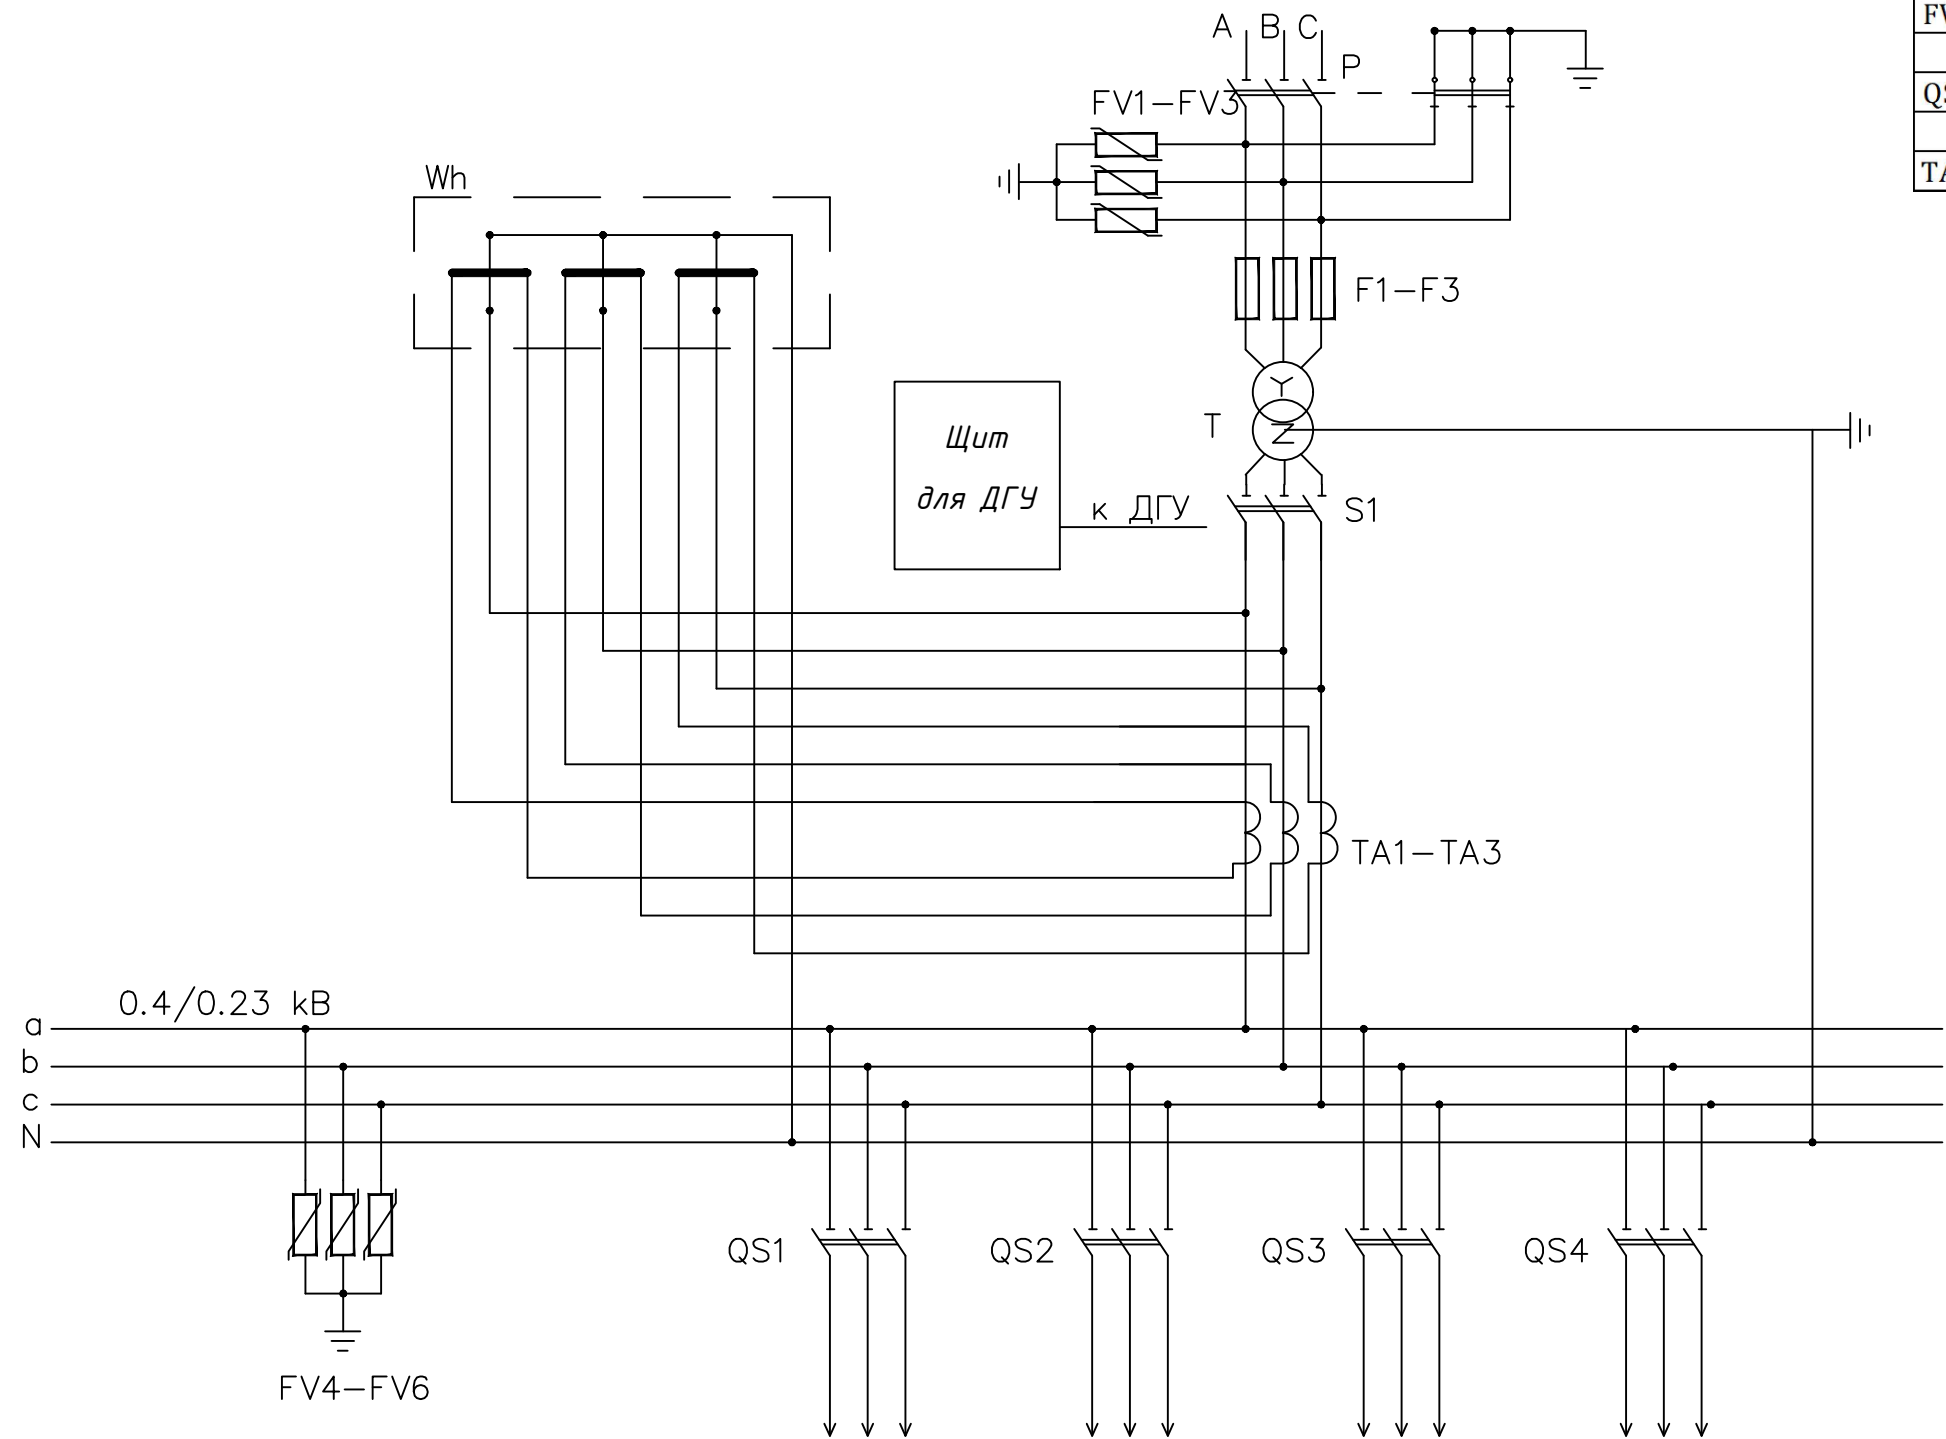 A B C
P
FV1-FV3
Wh
F1-F3
Щит
для ДГУ
T
Y
Z
к ДГУ
S1
TA1-TA3
0.4/0.23 kB
a
b
c
N
QS1
QS2
QS3
QS4
FV4-FV6